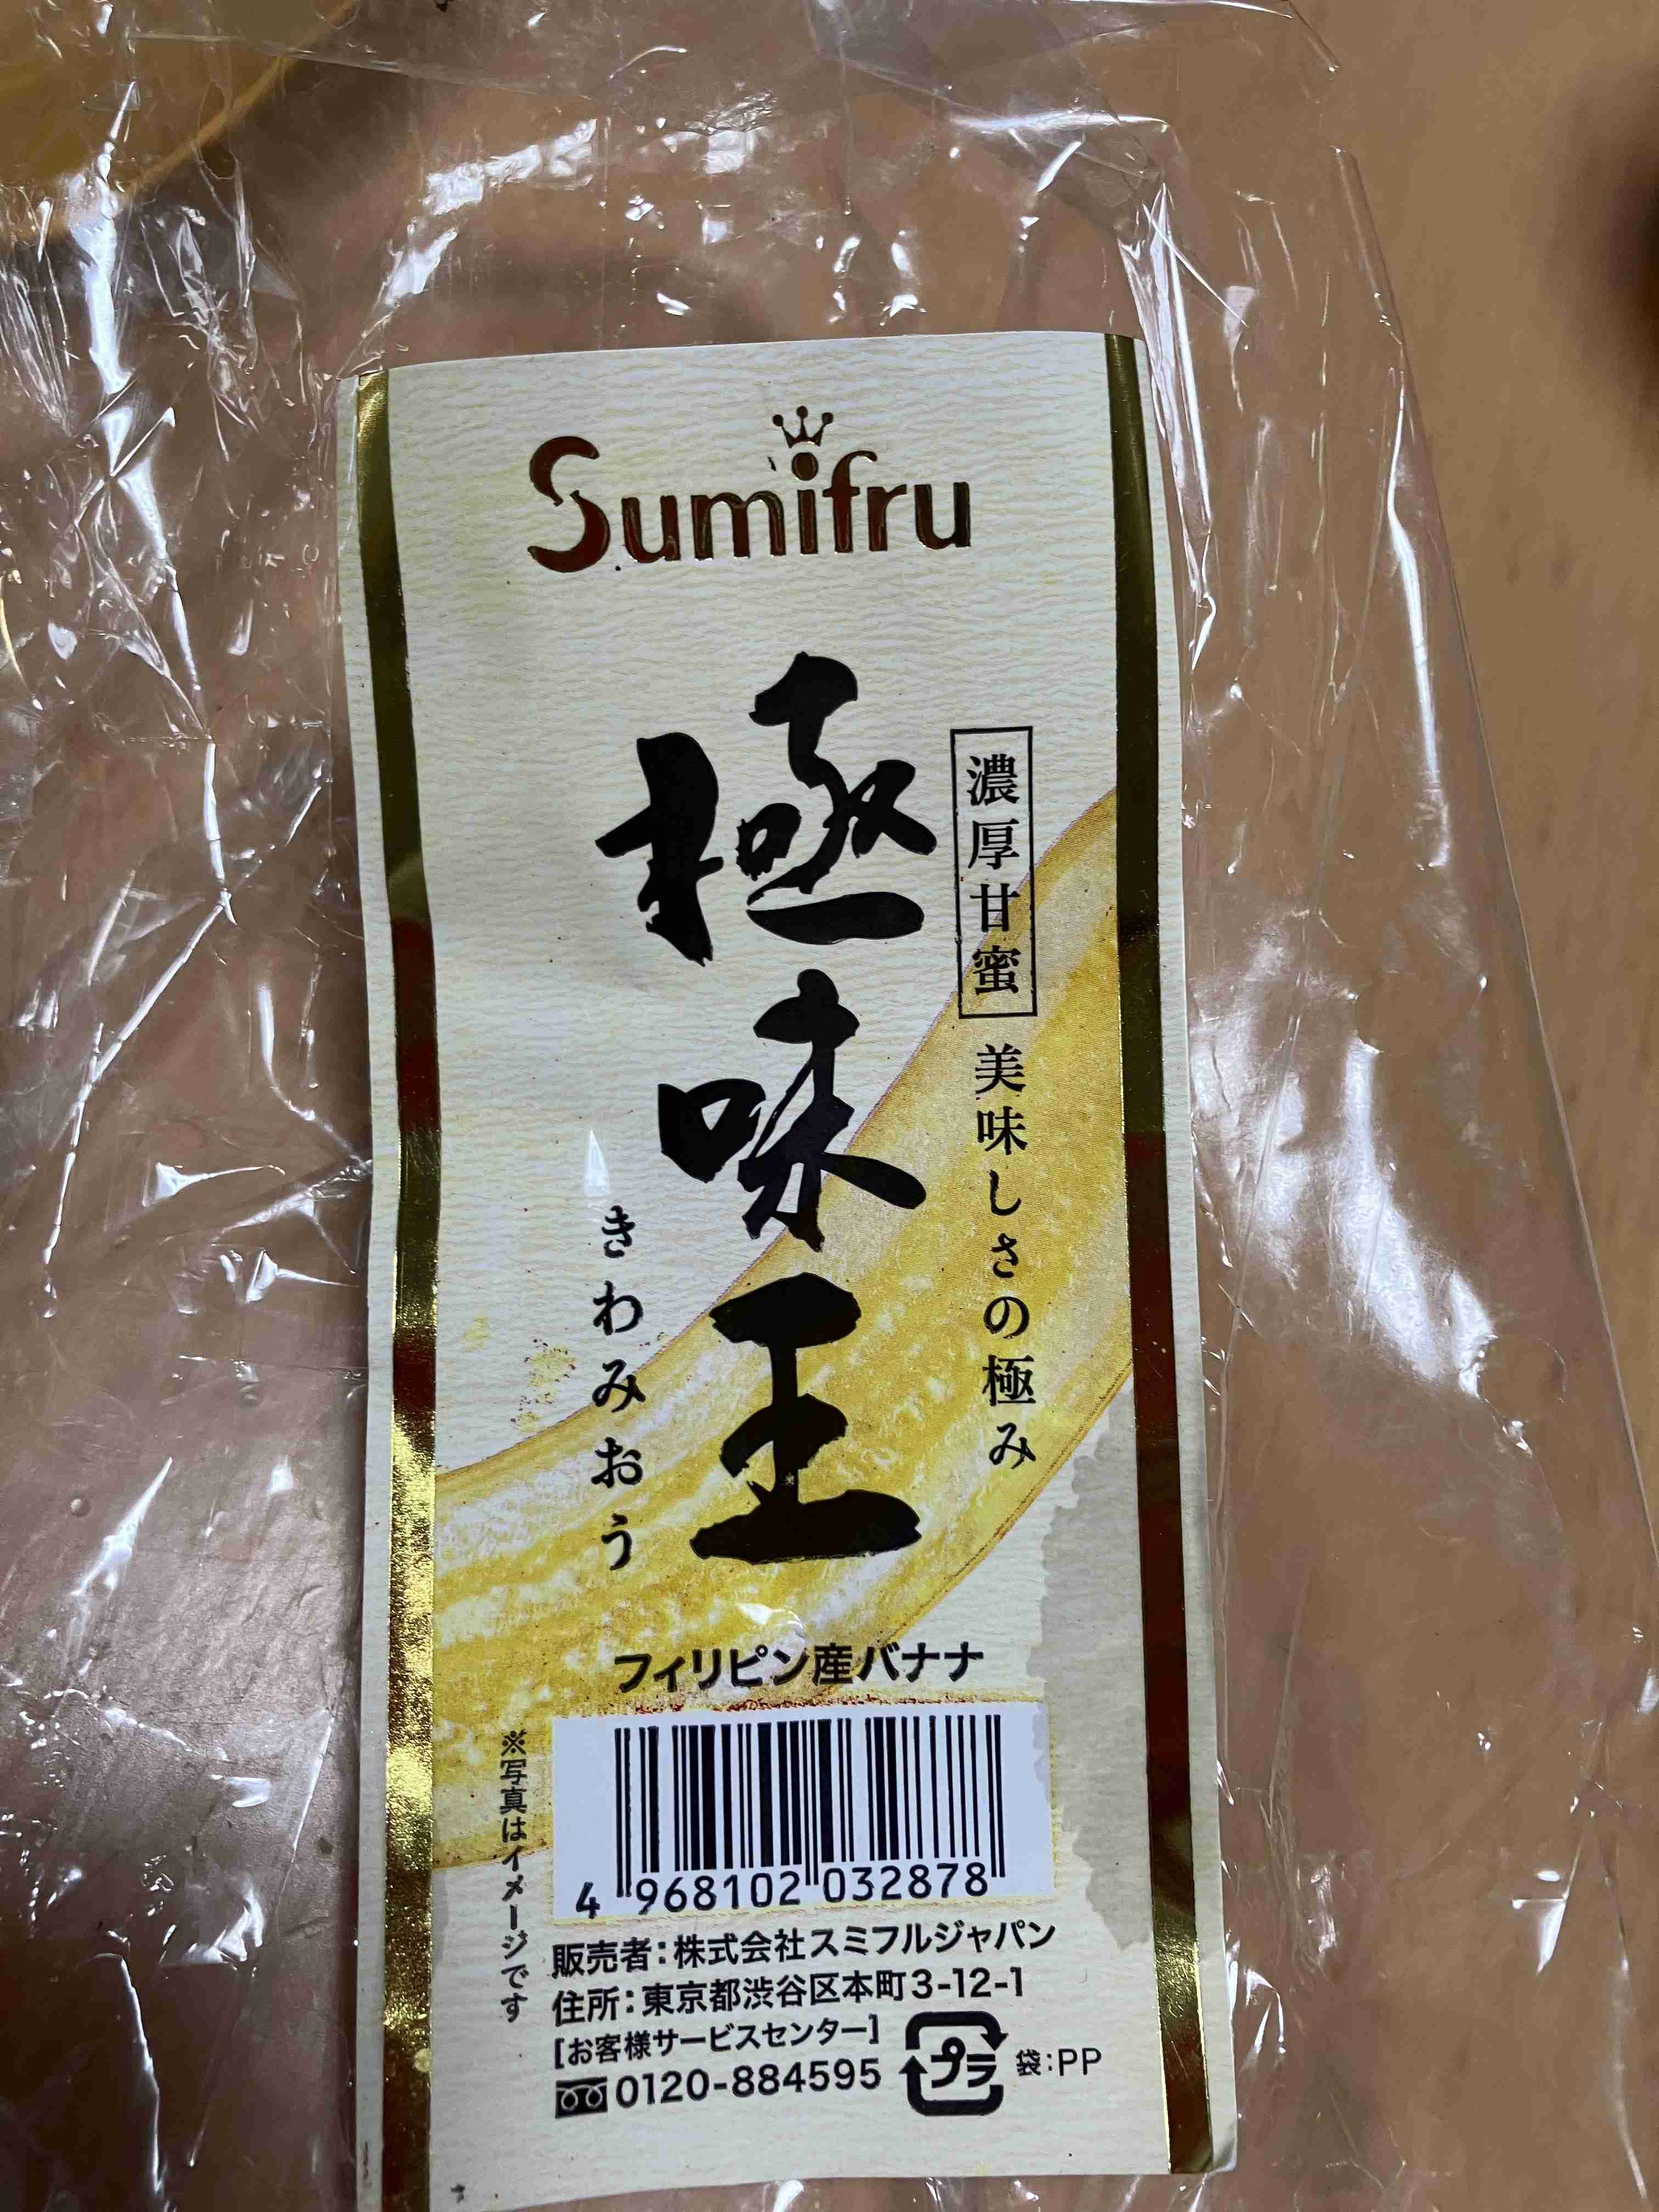 Sumifru
濃厚甘蜜 美味しさの極み
極味王
きわみおう
フィリピン産バナナ
※写真はイメージです
4 968102 032878
販売者:株式会社スミフルジャパン
住所:東京都渋谷区本町3-12-1
[お客様サービスセンター]
0120-884595
プラ 袋:PP